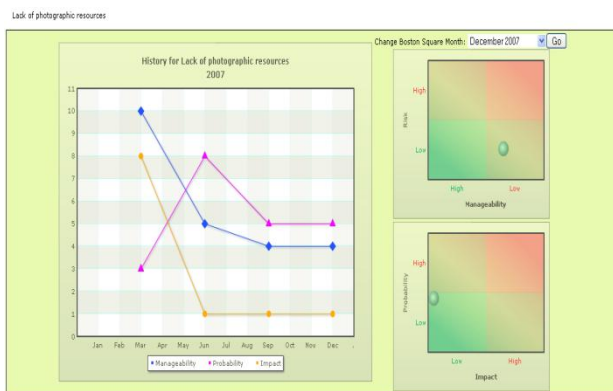 Lack of photographic resources
Change Boston Square Month: December 2007 Go
History for Lack of photographic resources
2007
11
10
9
8
7
6
5
4
3
2
1
0
Jan Feb Mar Apr May Jun Jul Aug Sep Oct Nov Dec .
Manageability Probability Impact
High
Risk
Low
High Low
Manageability
High
Probability
Low
Low High
Impact